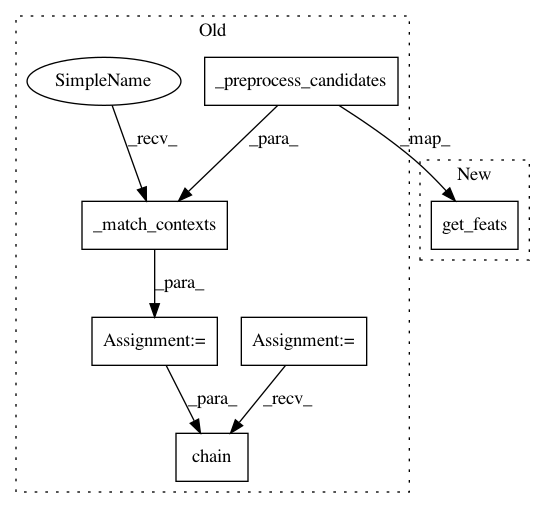 Old
SimpleName
_preprocess_candidates
_recv_
_para_
_map_
New
_match_contexts
get_feats
_para_
Assignment:=
Assignment:=
_para_
_recv_
chain